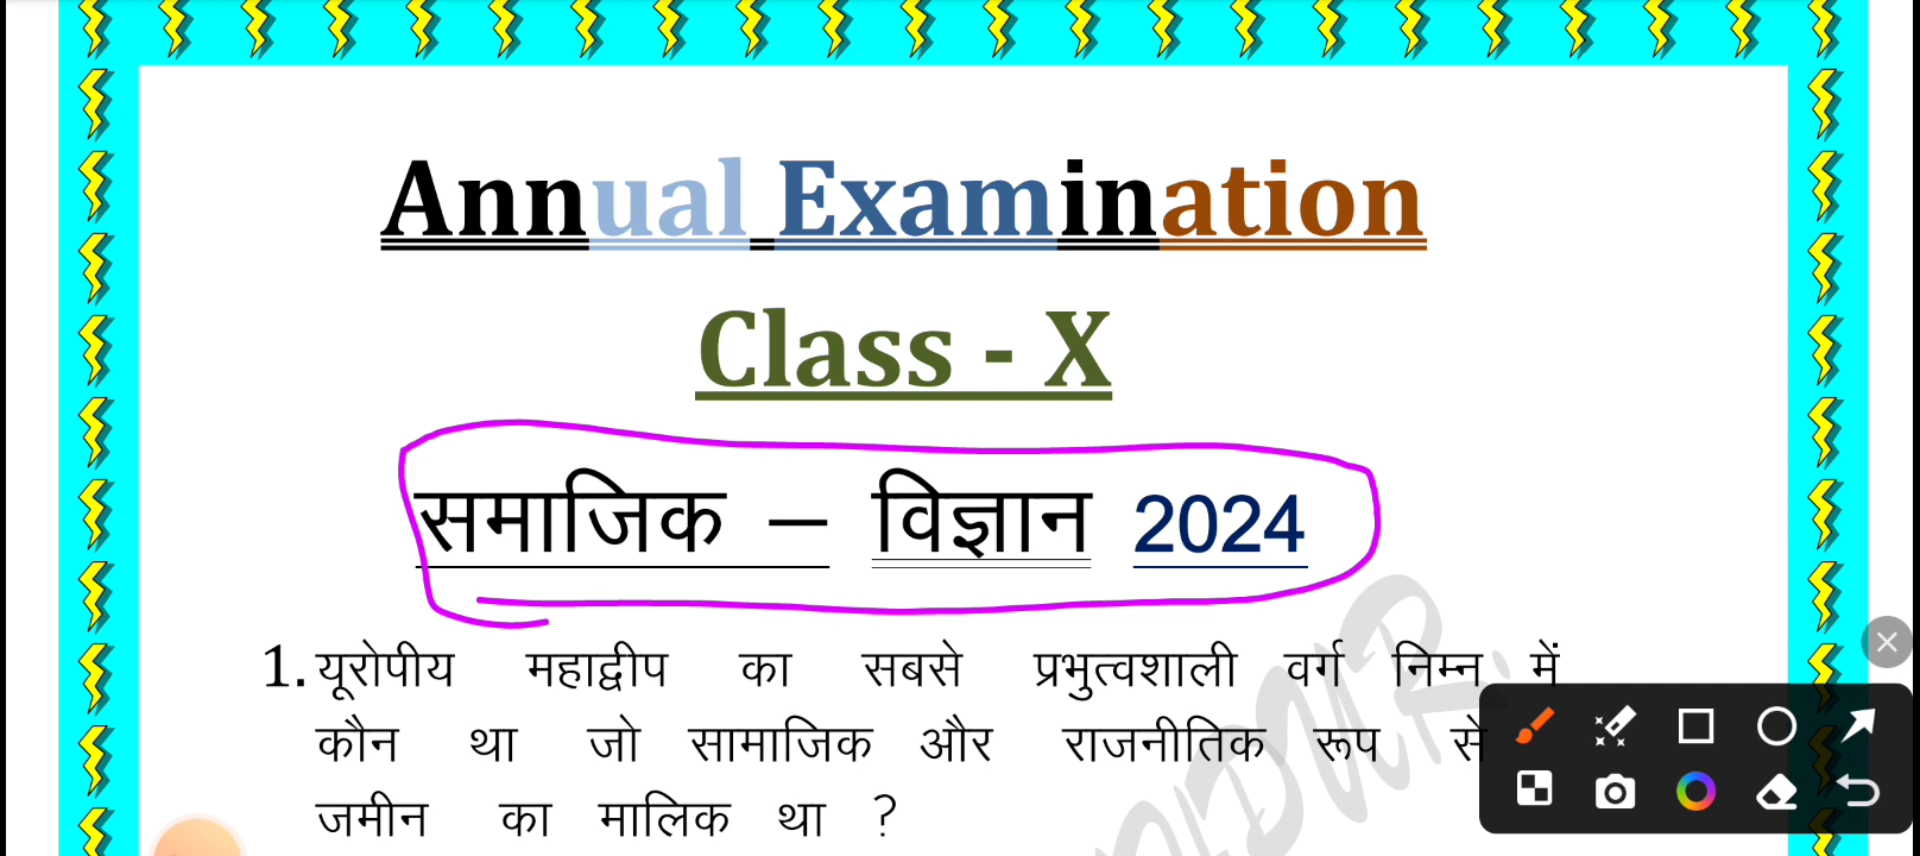 Annual Examination
Class - X
समाजिक – विज्ञान 2024
1. यूरोपीय महाद्वीप का सबसे प्रभुत्वशाली वर्ग निम्न में
कौन था जो सामाजिक और राजनीतिक रूप से
जमीन का मालिक था ?